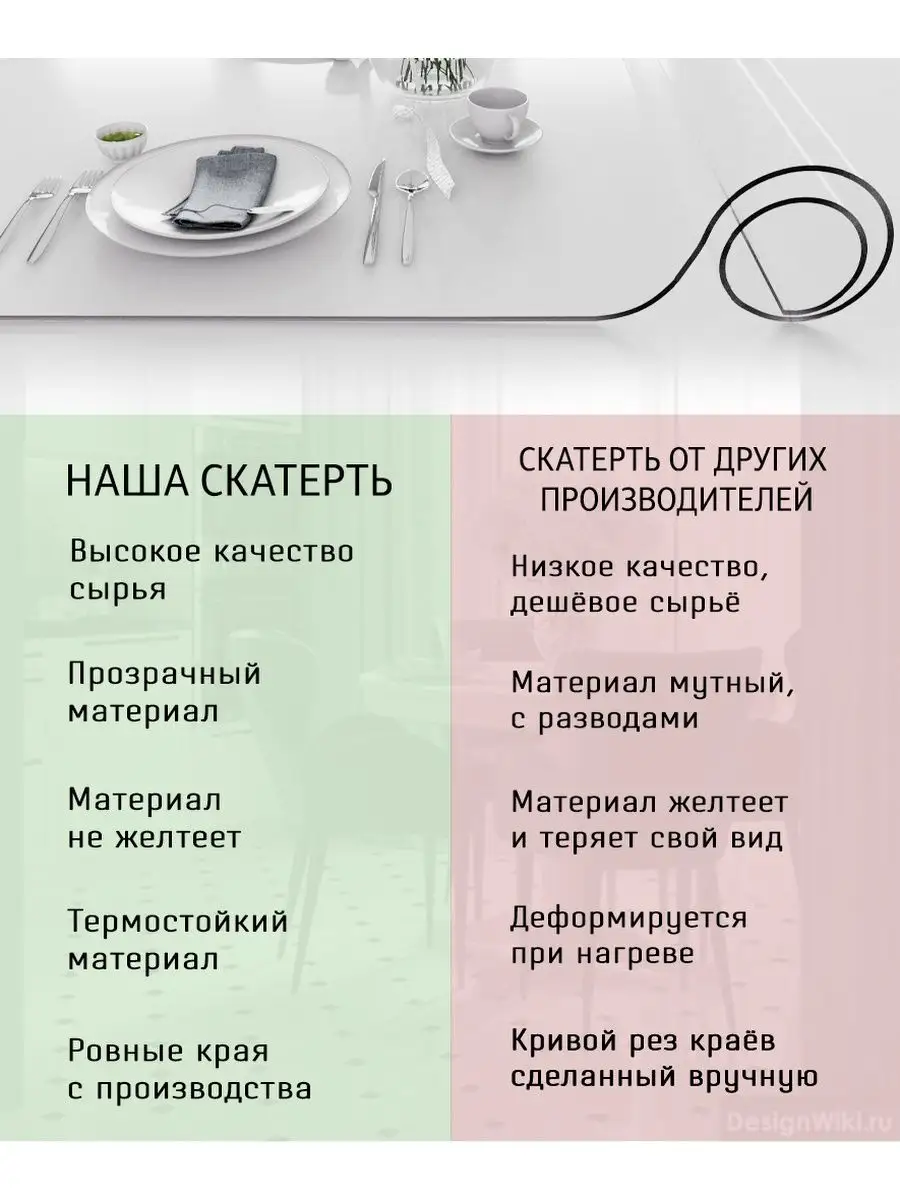 НАША СКАТЕРТЬ
Высокое качество
сырья
Прозрачный
материал
Материал
не желтеет
Термостойкий
материал
Ровные края
с производства
СКАТЕРТЬ ОТ ДРУГИХ
ПРОИЗВОДИТЕЛЕЙ
Низкое качество,
дешёвое сырьё
Материал мутный,
с разводами
Материал желтеет
и теряет свой вид
Деформируется
при нагреве
Кривой рез краёв
сделанный вручную
DesignWiki.ru